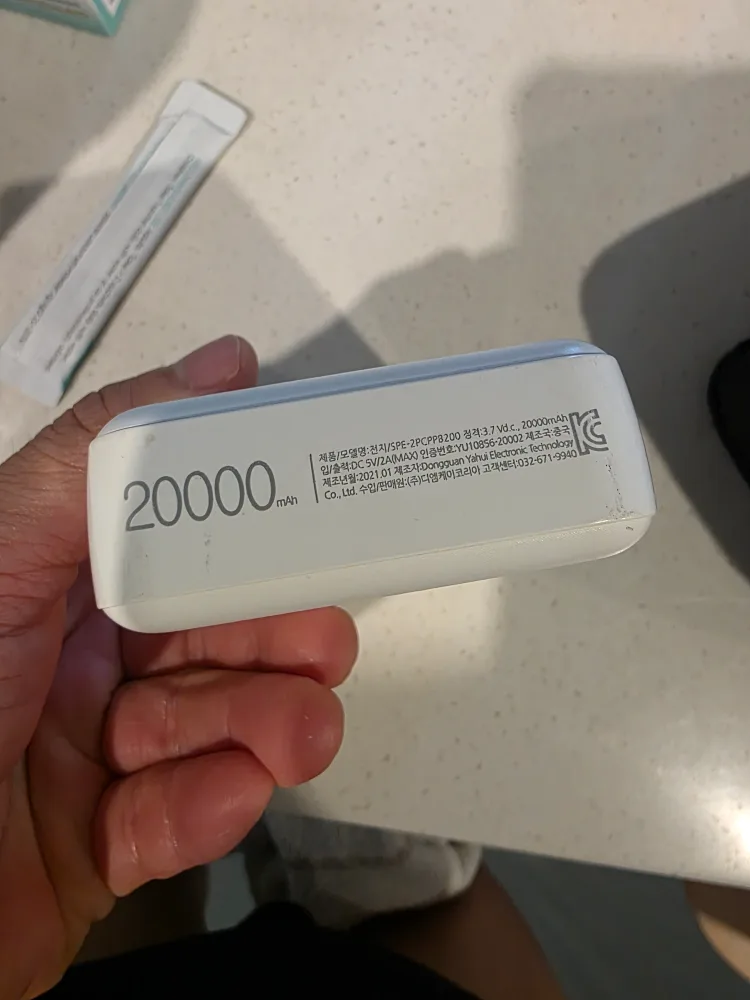 20000mAh
제품/모델명:전지/SPE-2PCPPB200 정격:3.7 Vd.c., 20000mAh
입/출력:DC 5V/2A(MAX) 인증번호:YU10856-20002 제조국:중국
제조년월:2021.01 제조자:Dongguan Yahui Electronic Technology
Co., Ltd. 수입/판매원:(주)디엠케이코리아 고객센터:032-671-9940